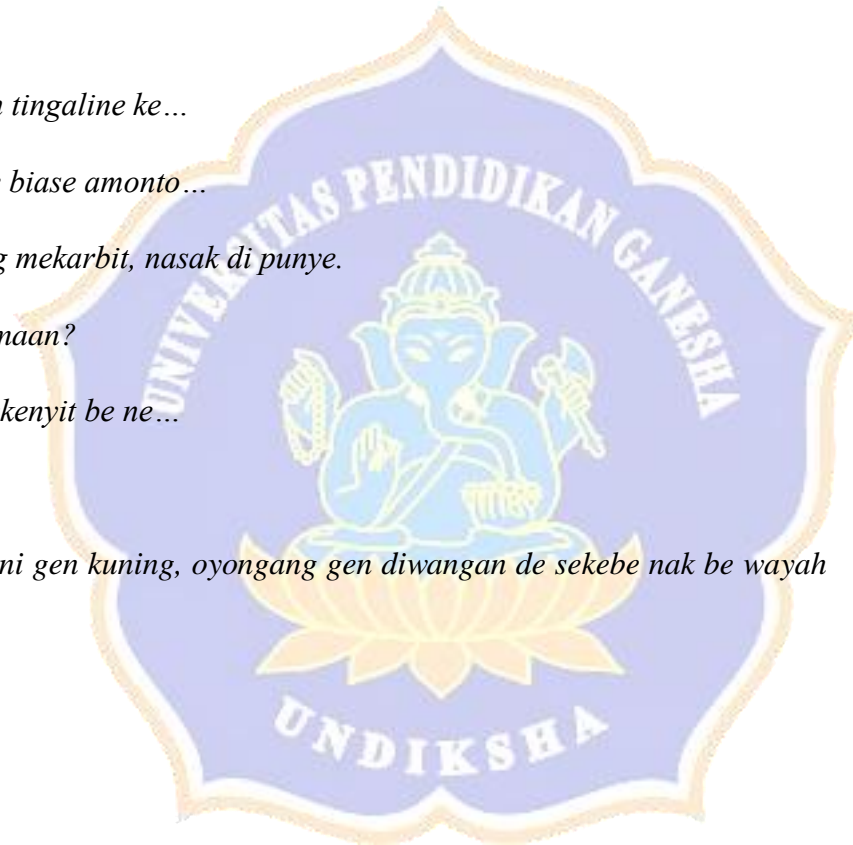 tingaline ke…
biase amonto…
mekarbit, nasak di punye.
naan?
kenyit be ne…
ni gen kuning, oyongang gen diwangan de sekebe nak be wayah
UNIVERSITAS PENDIDIKAN GANESHA
UNDIKSHA